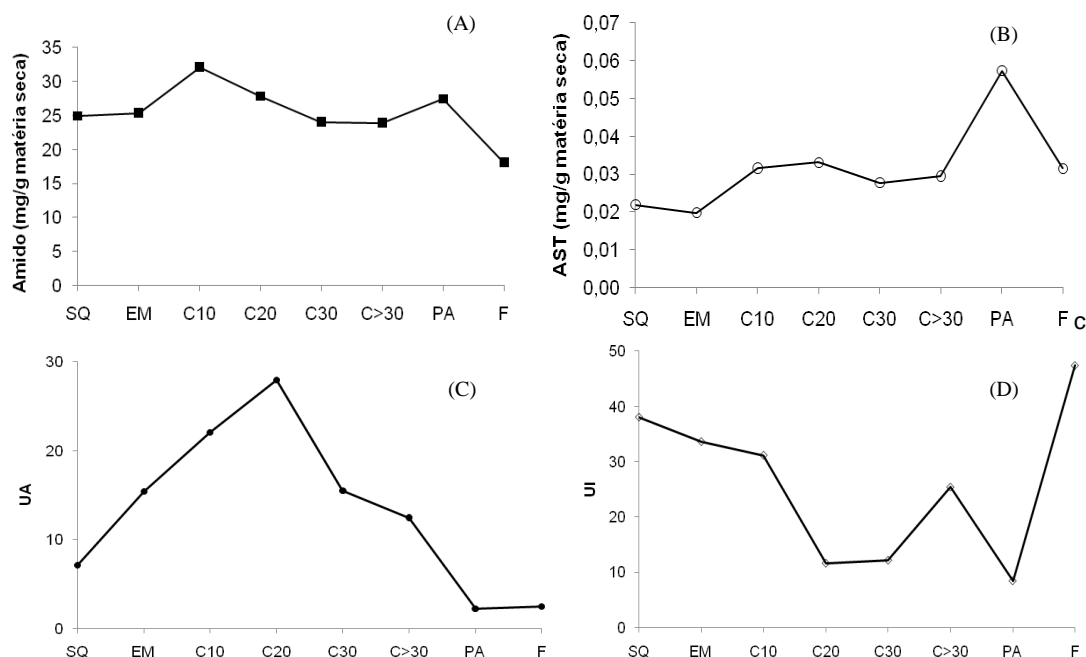 (A)
Amido (mg/g matéria seca)
35
30
25
20
15
10
5
0
SQ EM C10 C20 C30 C>30 PA F
(B)
AST (mg/g matéria seca)
0,07
0,06
0,05
0,04
0,03
0,02
0,01
0,00
SQ EM C10 C20 C30 C>30 PA F C
(C)
UA
30
20
10
0
SQ EM C10 C20 C30 C>30 PA F
(D)
UI
50
40
30
20
10
0
SQ EM C10 C20 C30 C>30 PA F